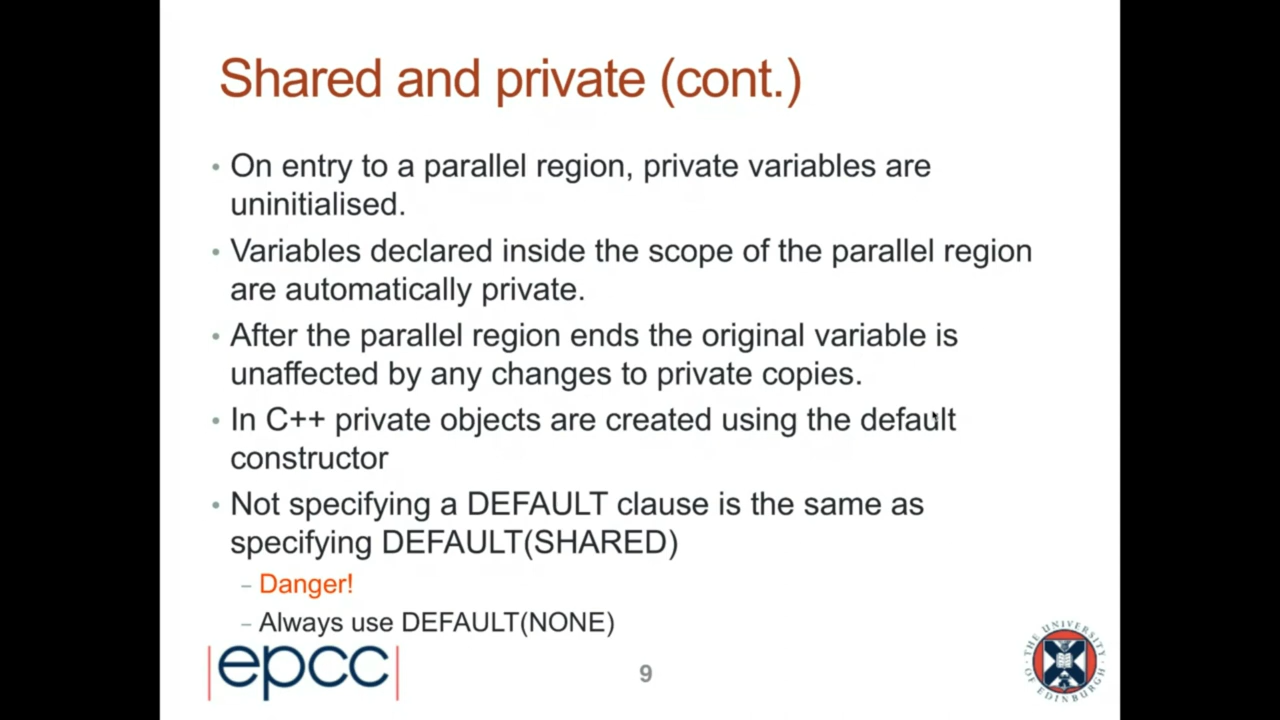 Shared and private (cont.)
• On entry to a parallel region, private variables are
uninitialised.
• Variables declared inside the scope of the parallel region
are automatically private.
• After the parallel region ends the original variable is
unaffected by any changes to private copies.
• In C++ private objects are created using the default
constructor
• Not specifying a DEFAULT clause is the same as
specifying DEFAULT(SHARED)
– Danger!
– Always use DEFAULT(NONE)
|epcc|
9
THE UNIVERSITY
OF EDINBURGH